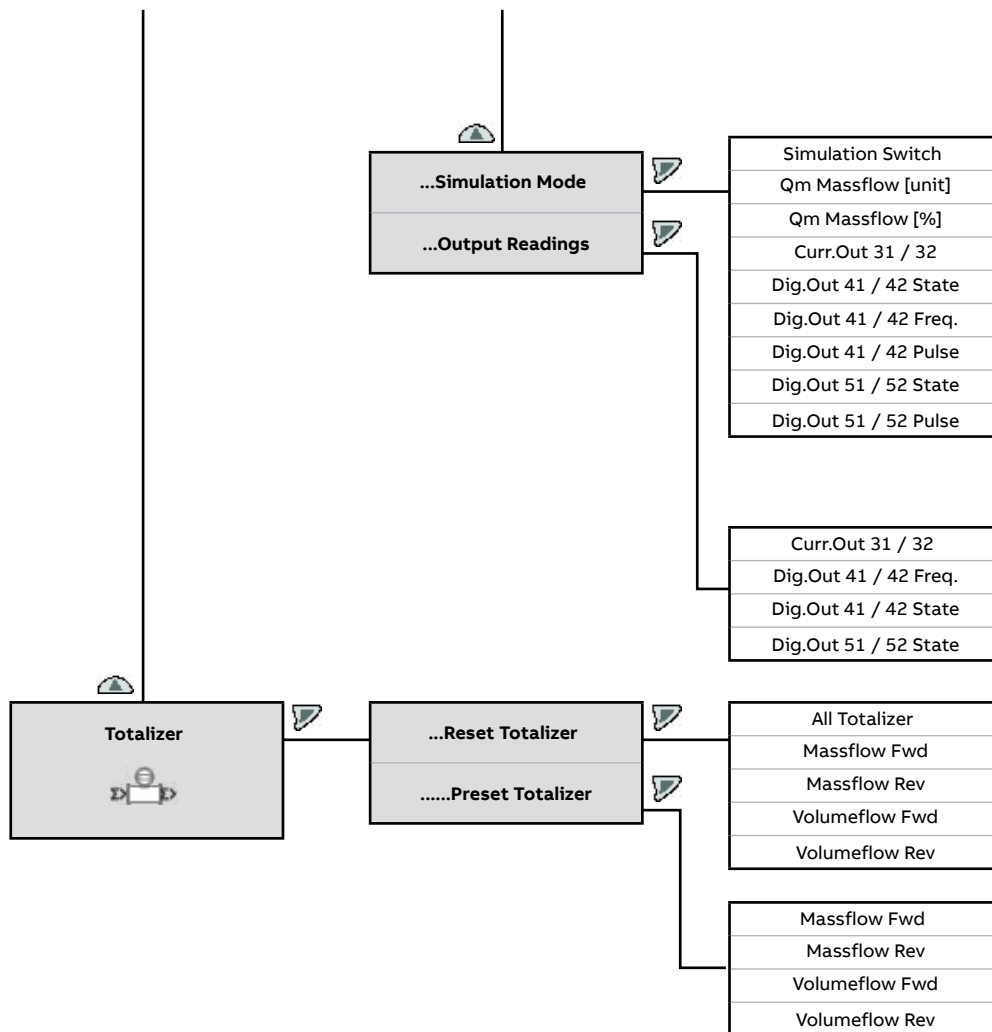 ...Simulation Mode
...Output Readings
Simulation Switch
Qm Massflow [unit]
Qm Massflow [%]
Curr.Out 31 / 32
Dig.Out 41 / 42 State
Dig.Out 41 / 42 Freq.
Dig.Out 41 / 42 Pulse
Dig.Out 51 / 52 State
Dig.Out 51 / 52 Pulse
Curr.Out 31 / 32
Dig.Out 41 / 42 Freq.
Dig.Out 41 / 42 State
Dig.Out 51 / 52 State
Totalizer
...Reset Totalizer
......Preset Totalizer
All Totalizer
Massflow Fwd
Massflow Rev
Volumeflow Fwd
Volumeflow Rev
Massflow Fwd
Massflow Rev
Volumeflow Fwd
Volumeflow Rev